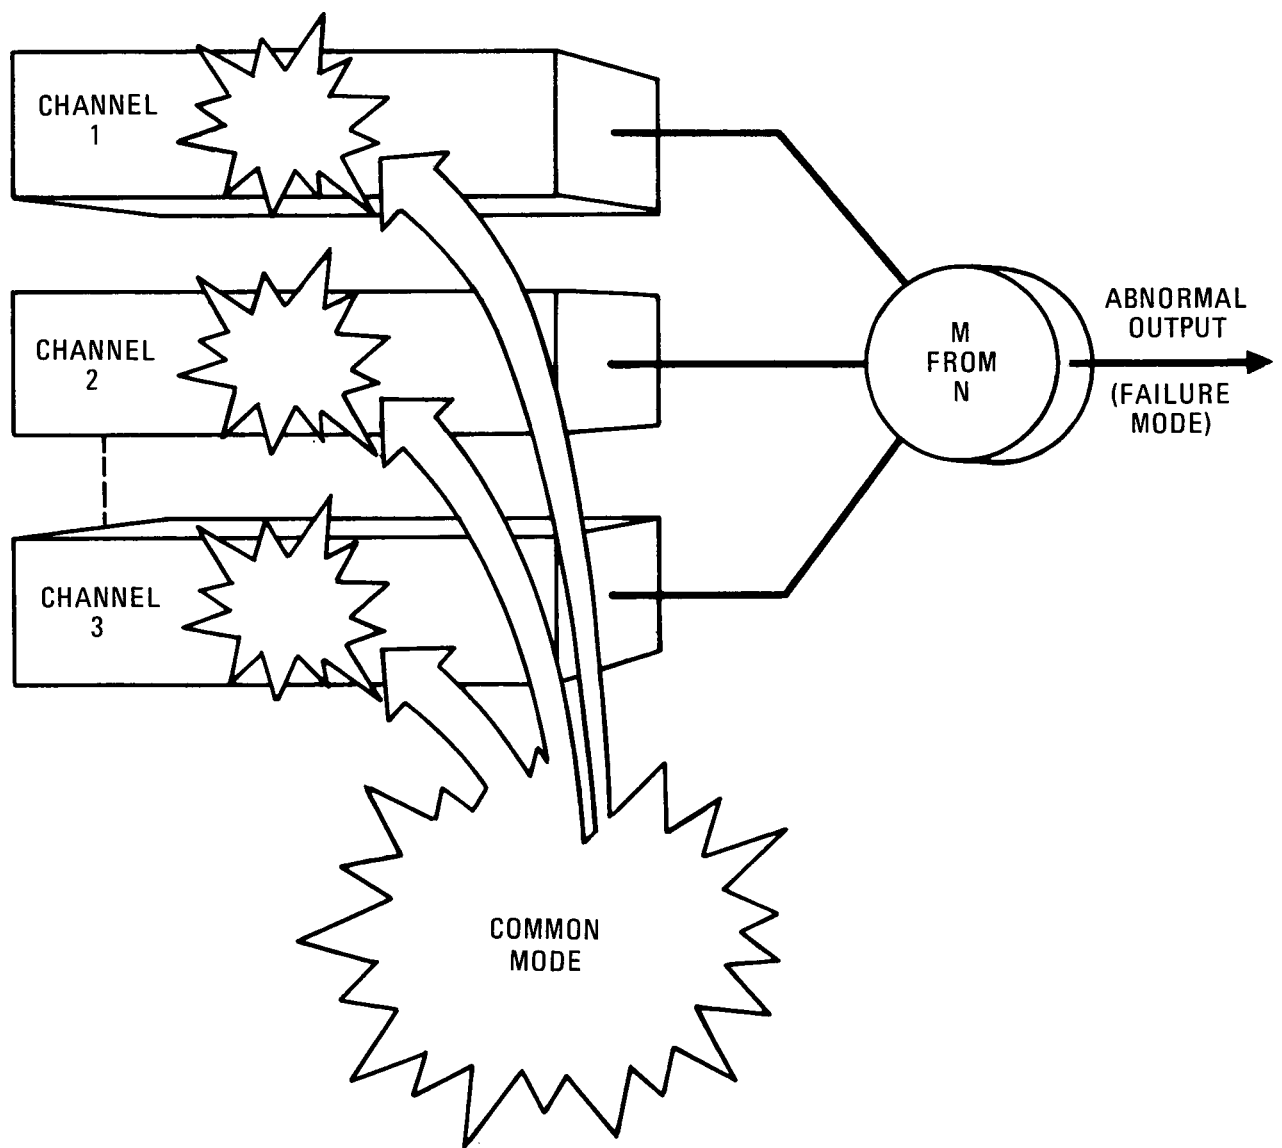 CHANNEL
1
CHANNEL
2
CHANNEL
3
M
FROM
N
ABNORMAL
OUTPUT
(FAILURE
MODE)
COMMON
MODE